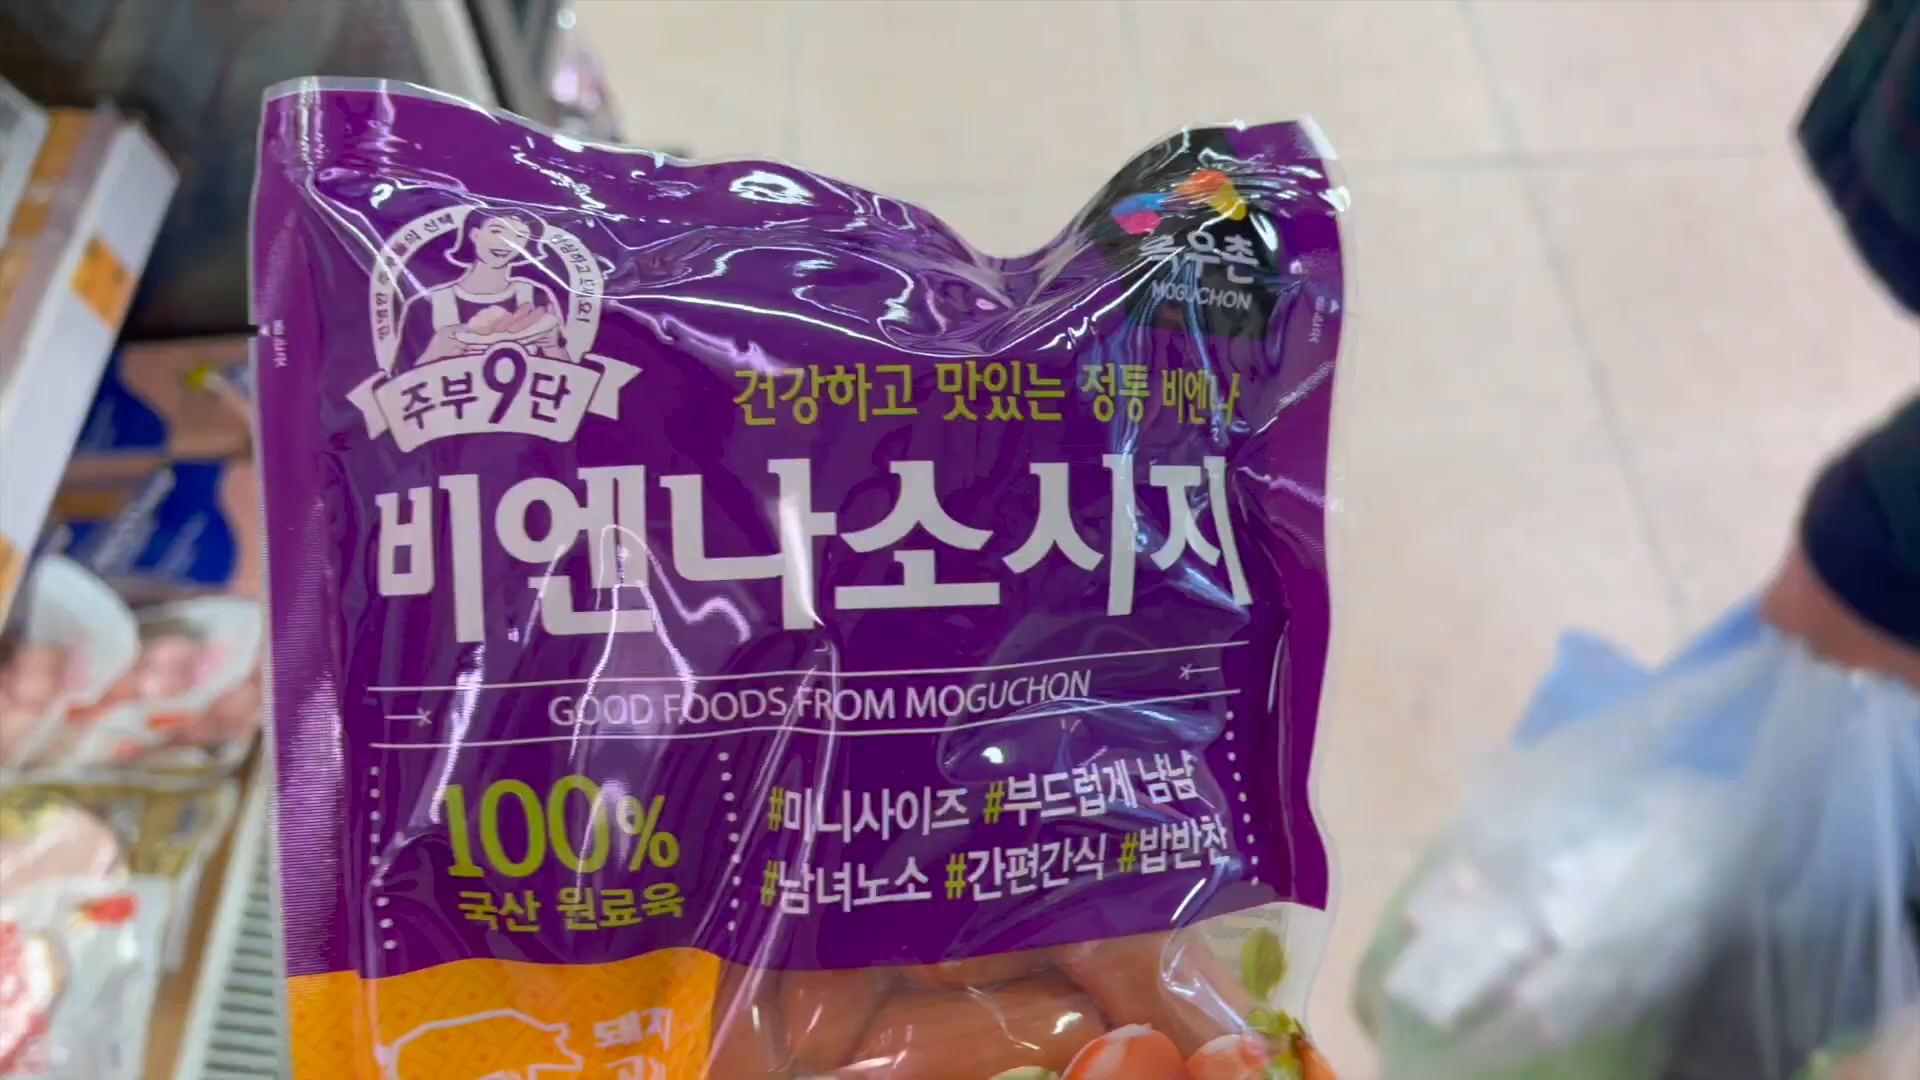 목우촌
MOGUCHON
주부9단
건강하고 맛있는 정통 비엔나
비엔나소시지
GOOD FOODS FROM MOGUCHON
100%
국산 원료육
#미니사이즈 #부드럽게 냠냠
#남녀노소 #간편간식 #밥반찬
돼지